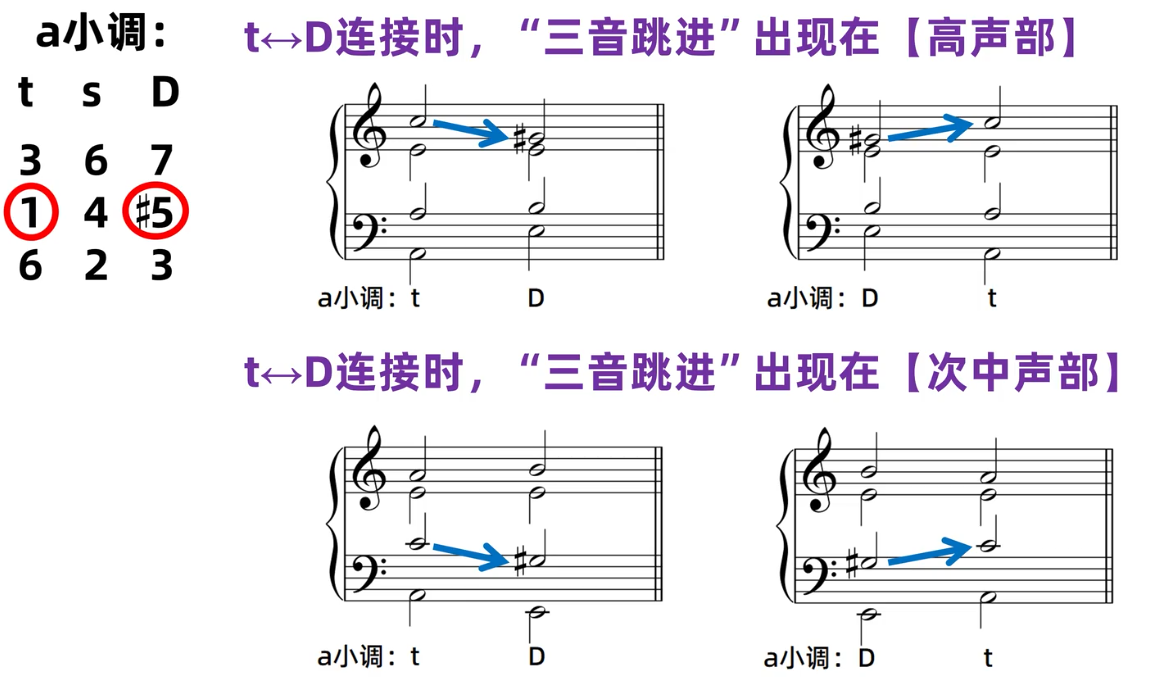 a小调：
t s D
3 6 7
1 4 ♯5
6 2 3
t↔D连接时，“三音跳进”出现在【高声部】
a小调：t D
a小调：D t
t↔D连接时，“三音跳进”出现在【次中声部】
a小调：t D
a小调：D t